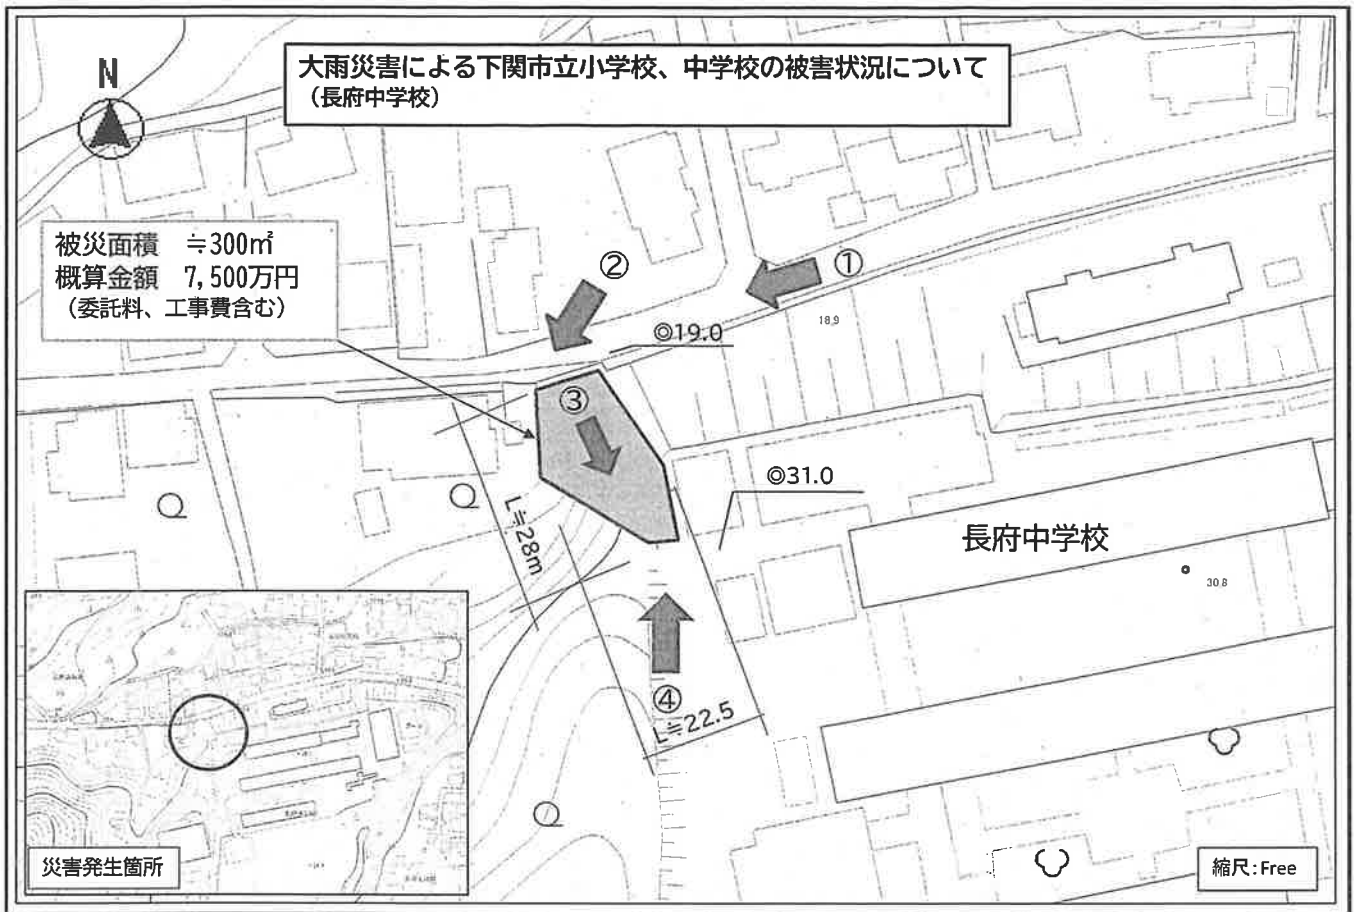 大雨災害による下関市立小学校、中学校の被害状況について
（長府中学校）
N
被災面積　≒300㎡
概算金額　7,500万円
（委託料、工事費含む）
②
①
18.9
◎19.0
③
◎31.0
L≒28m
長府中学校
30.8
④
L≒22.5
災害発生箇所
縮尺:Free